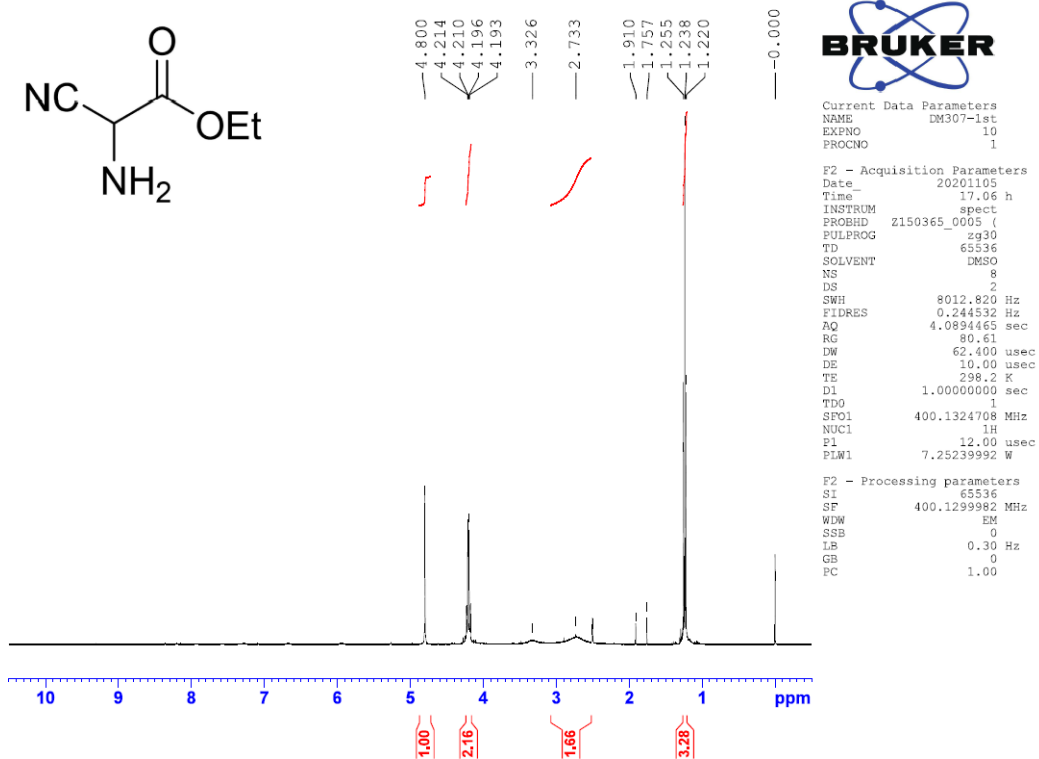 O
NC
OEt
NH2
4.800
4.214
4.210
4.196
4.193
3.326
2.733
1.910
1.757
1.255
1.238
1.220
-0.000
BRUKER
Current Data Parameters
NAME DM307-1st
EXPNO 10
PROCNO 1
F2 - Acquisition Parameters
Date_ 20201105
Time 17.06 h
INSTRUM spect
PROBHD Z150365_0005 (
PULPROG zg30
TD 65536
SOLVENT DMSO
NS 8
DS 2
SWH 8012.820 Hz
FIDRES 0.244532 Hz
AQ 4.0894465 sec
RG 80.61
DW 62.400 usec
DE 10.00 usec
TE 298.2 K
D1 1.00000000 sec
TD0 1
SFO1 400.1324708 MHz
NUC1 1H
P1 12.00 usec
PLW1 7.25239992 W
F2 - Processing parameters
SI 65536
SF 400.1299982 MHz
WDW EM
SSB 0
LB 0.30 Hz
GB 0
PC 1.00
10 9 8 7 6 5 4 3 2 1 ppm
1.00
2.16
1.66
3.28